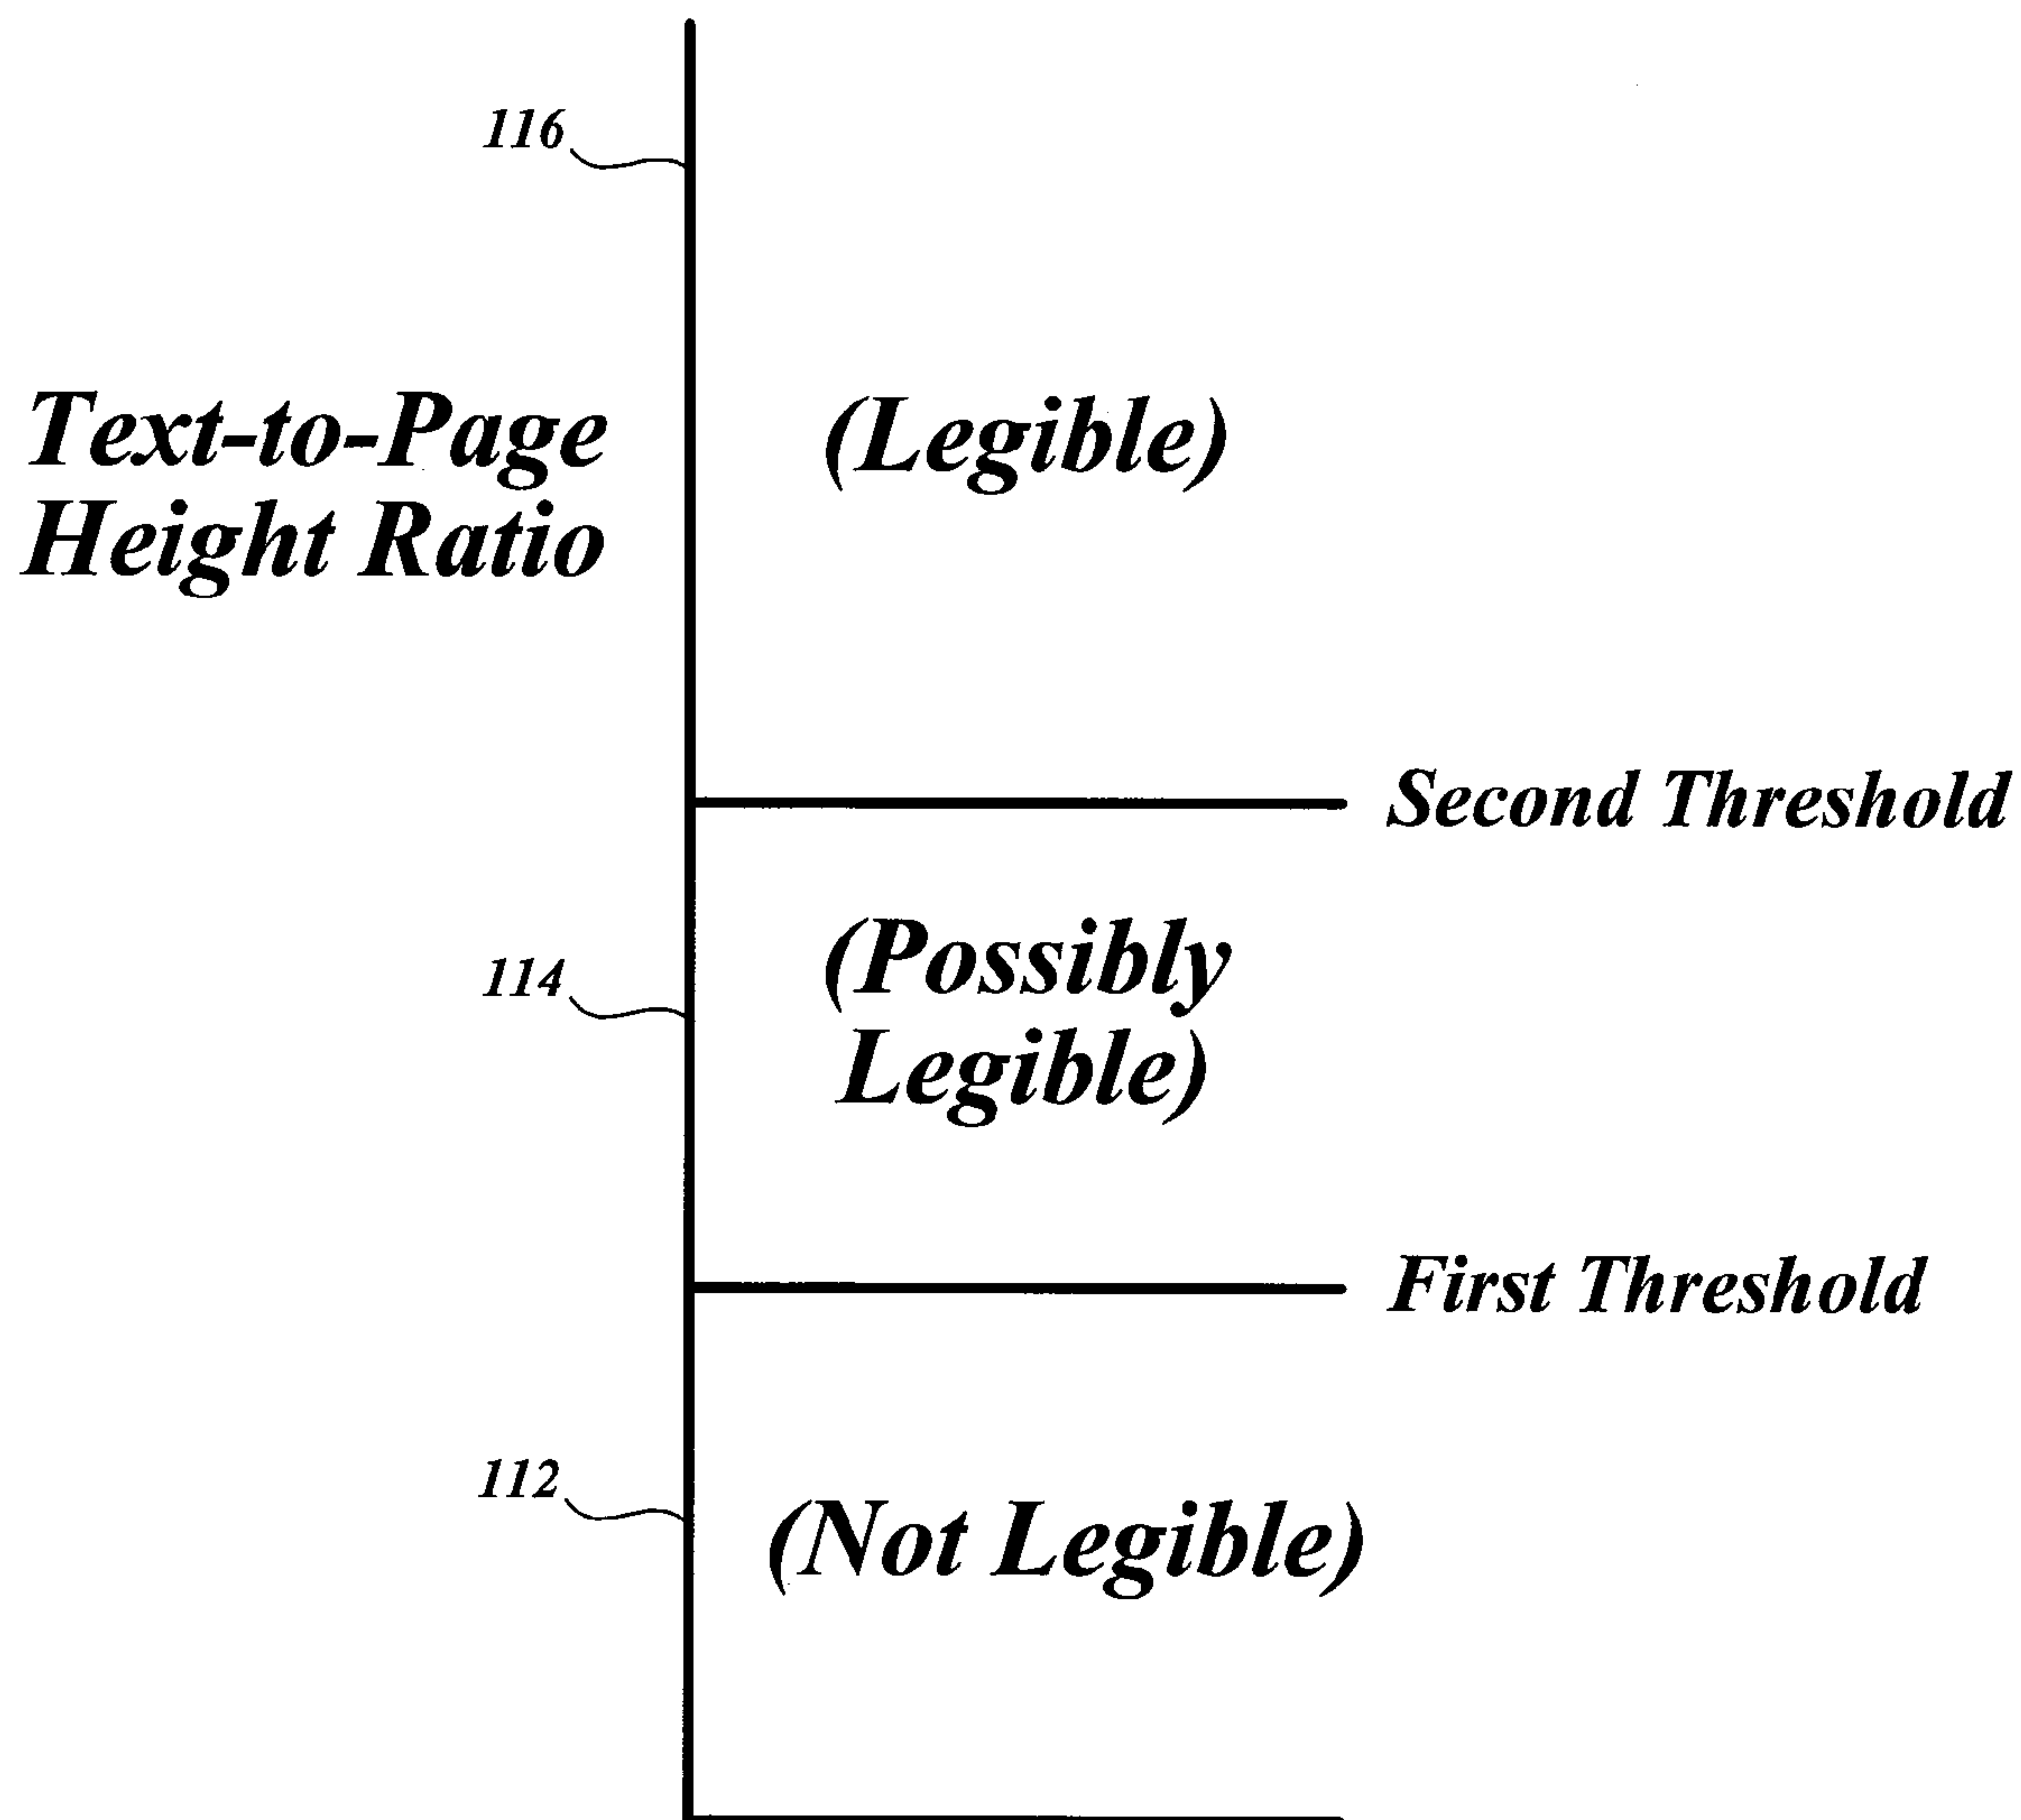 116
Text-to-Page
Height Ratio
(Legible)
Second Threshold
114
(Possibly
Legible)
First Threshold
112
(Not Legible)